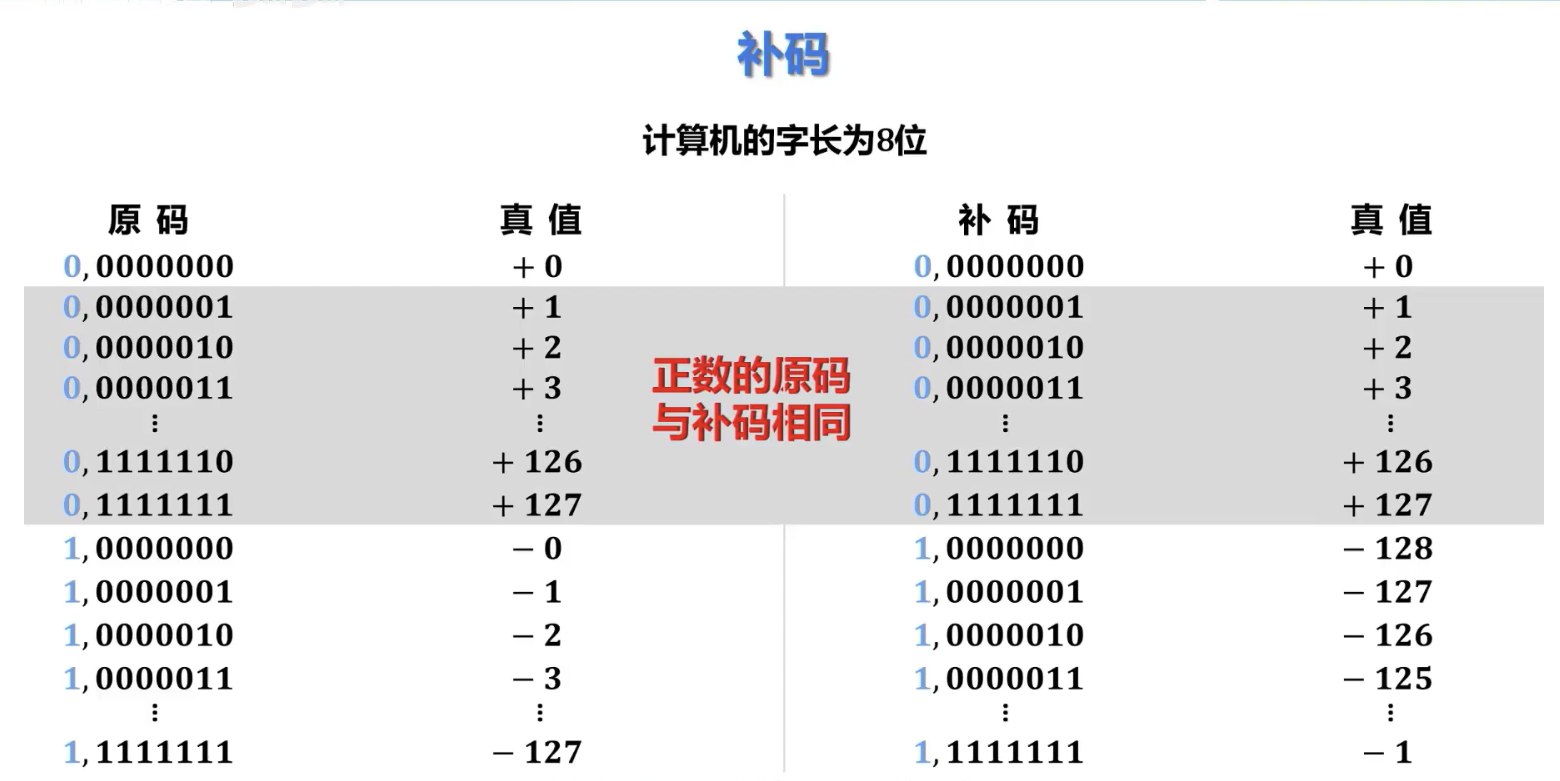 补码
计算机的字长为8位
原 码 真 值 补 码 真 值
0,0000000 +0 0,0000000 +0
0,0000001 +1 0,0000001 +1
0,0000010 +2 0,0000010 +2
0,0000011 +3 0,0000011 +3
正数的原码
与补码相同
⋮ ⋮ ⋮ ⋮
0,1111110 +126 0,1111110 +126
0,1111111 +127 0,1111111 +127
1,0000000 −0 1,0000000 −128
1,0000001 −1 1,0000001 −127
1,0000010 −2 1,0000010 −126
1,0000011 −3 1,0000011 −125
⋮ ⋮ ⋮ ⋮
1,1111111 −127 1,1111111 −1